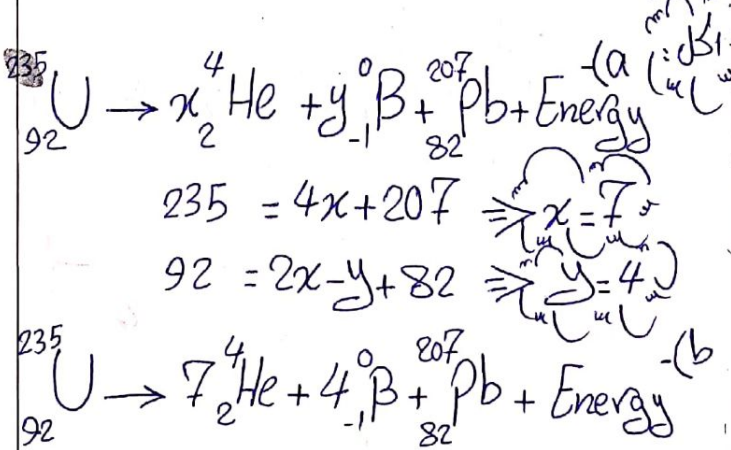 ²³⁵₉₂U → x ⁴₂He + y ⁰₋₁β + ²⁰⁷₈₂Pb + Energy -(a
235 = 4x + 207 ⇒ x = 7
92 = 2x - y + 82 ⇒ y = 4
²³⁵₉₂U → 7 ⁴₂He + 4 ⁰₋₁β + ²⁰⁷₈₂Pb + Energy -(b